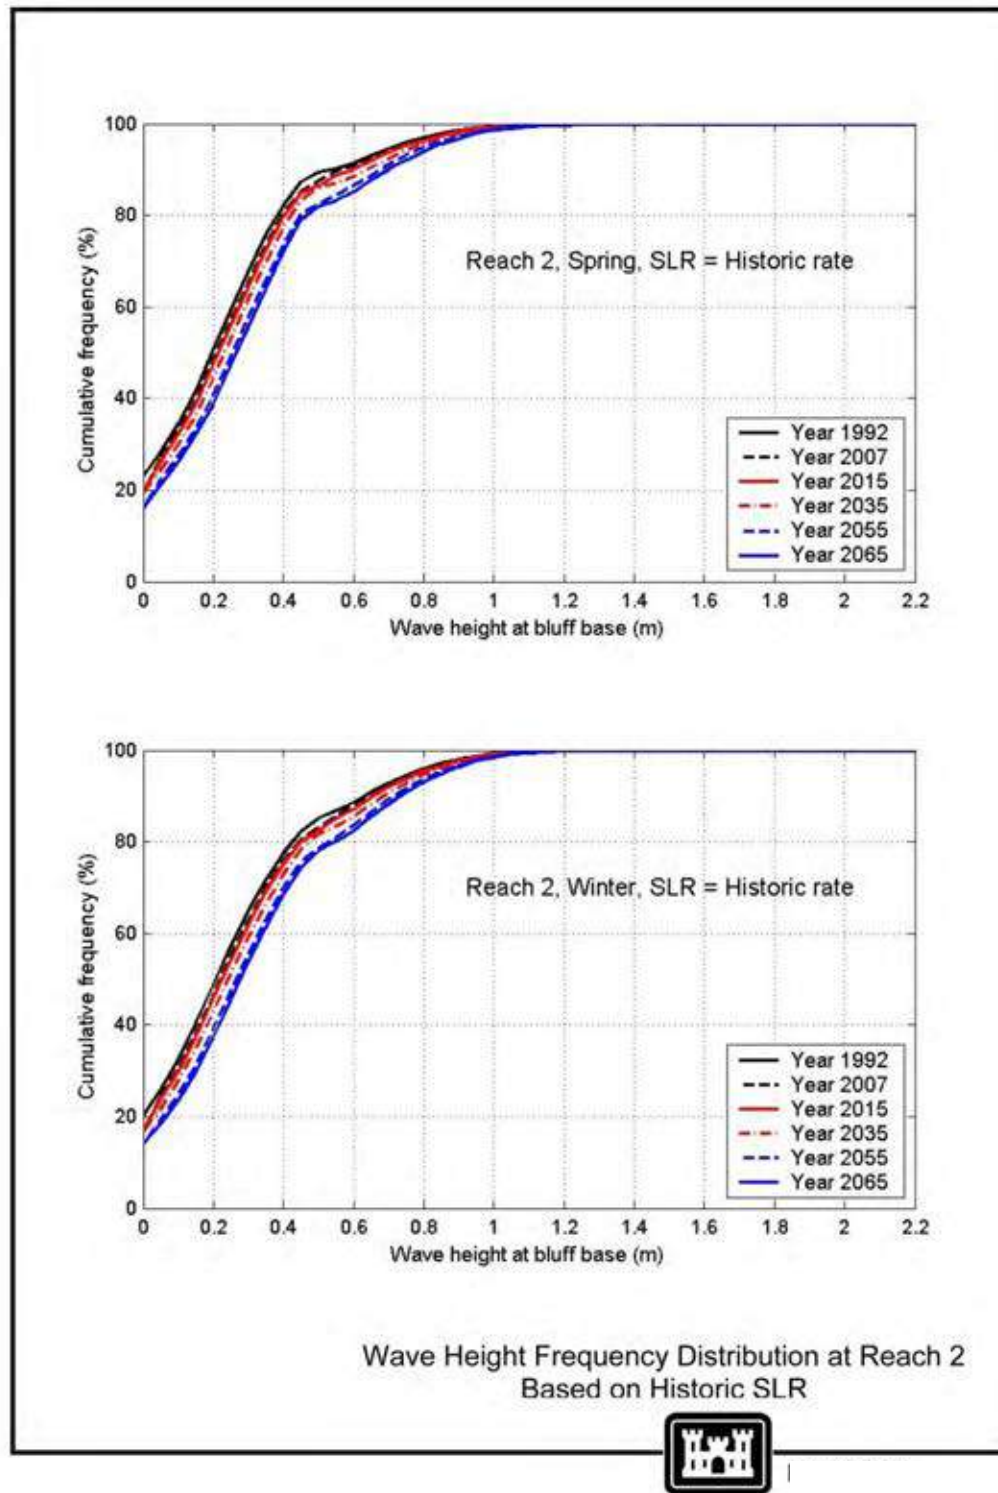 100
80
60
40
20
0
Cumulative frequency (%)
Reach 2, Spring, SLR = Historic rate
Year 1992
Year 2007
Year 2015
Year 2035
Year 2055
Year 2065
0 0.2 0.4 0.6 0.8 1 1.2 1.4 1.6 1.8 2 2.2
Wave height at bluff base (m)
100
80
60
40
20
0
Cumulative frequency (%)
Reach 2, Winter, SLR = Historic rate
Year 1992
Year 2007
Year 2015
Year 2035
Year 2055
Year 2065
0 0.2 0.4 0.6 0.8 1 1.2 1.4 1.6 1.8 2 2.2
Wave height at bluff base (m)
Wave Height Frequency Distribution at Reach 2
Based on Historic SLR